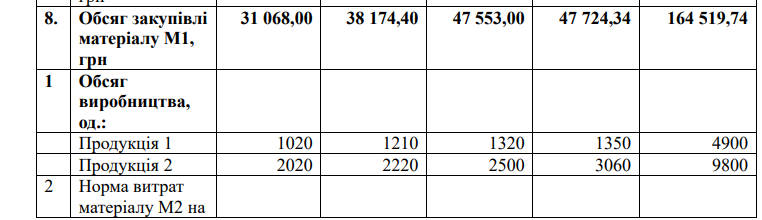 грн
8. Обсяг закупівлі матеріалу М1, грн 31 068,00 38 174,40 47 553,00 47 724,34 164 519,74
1 Обсяг виробництва, од.:
Продукція 1 1020 1210 1320 1350 4900
Продукція 2 2020 2220 2500 3060 9800
2 Норма витрат матеріалу М2 на